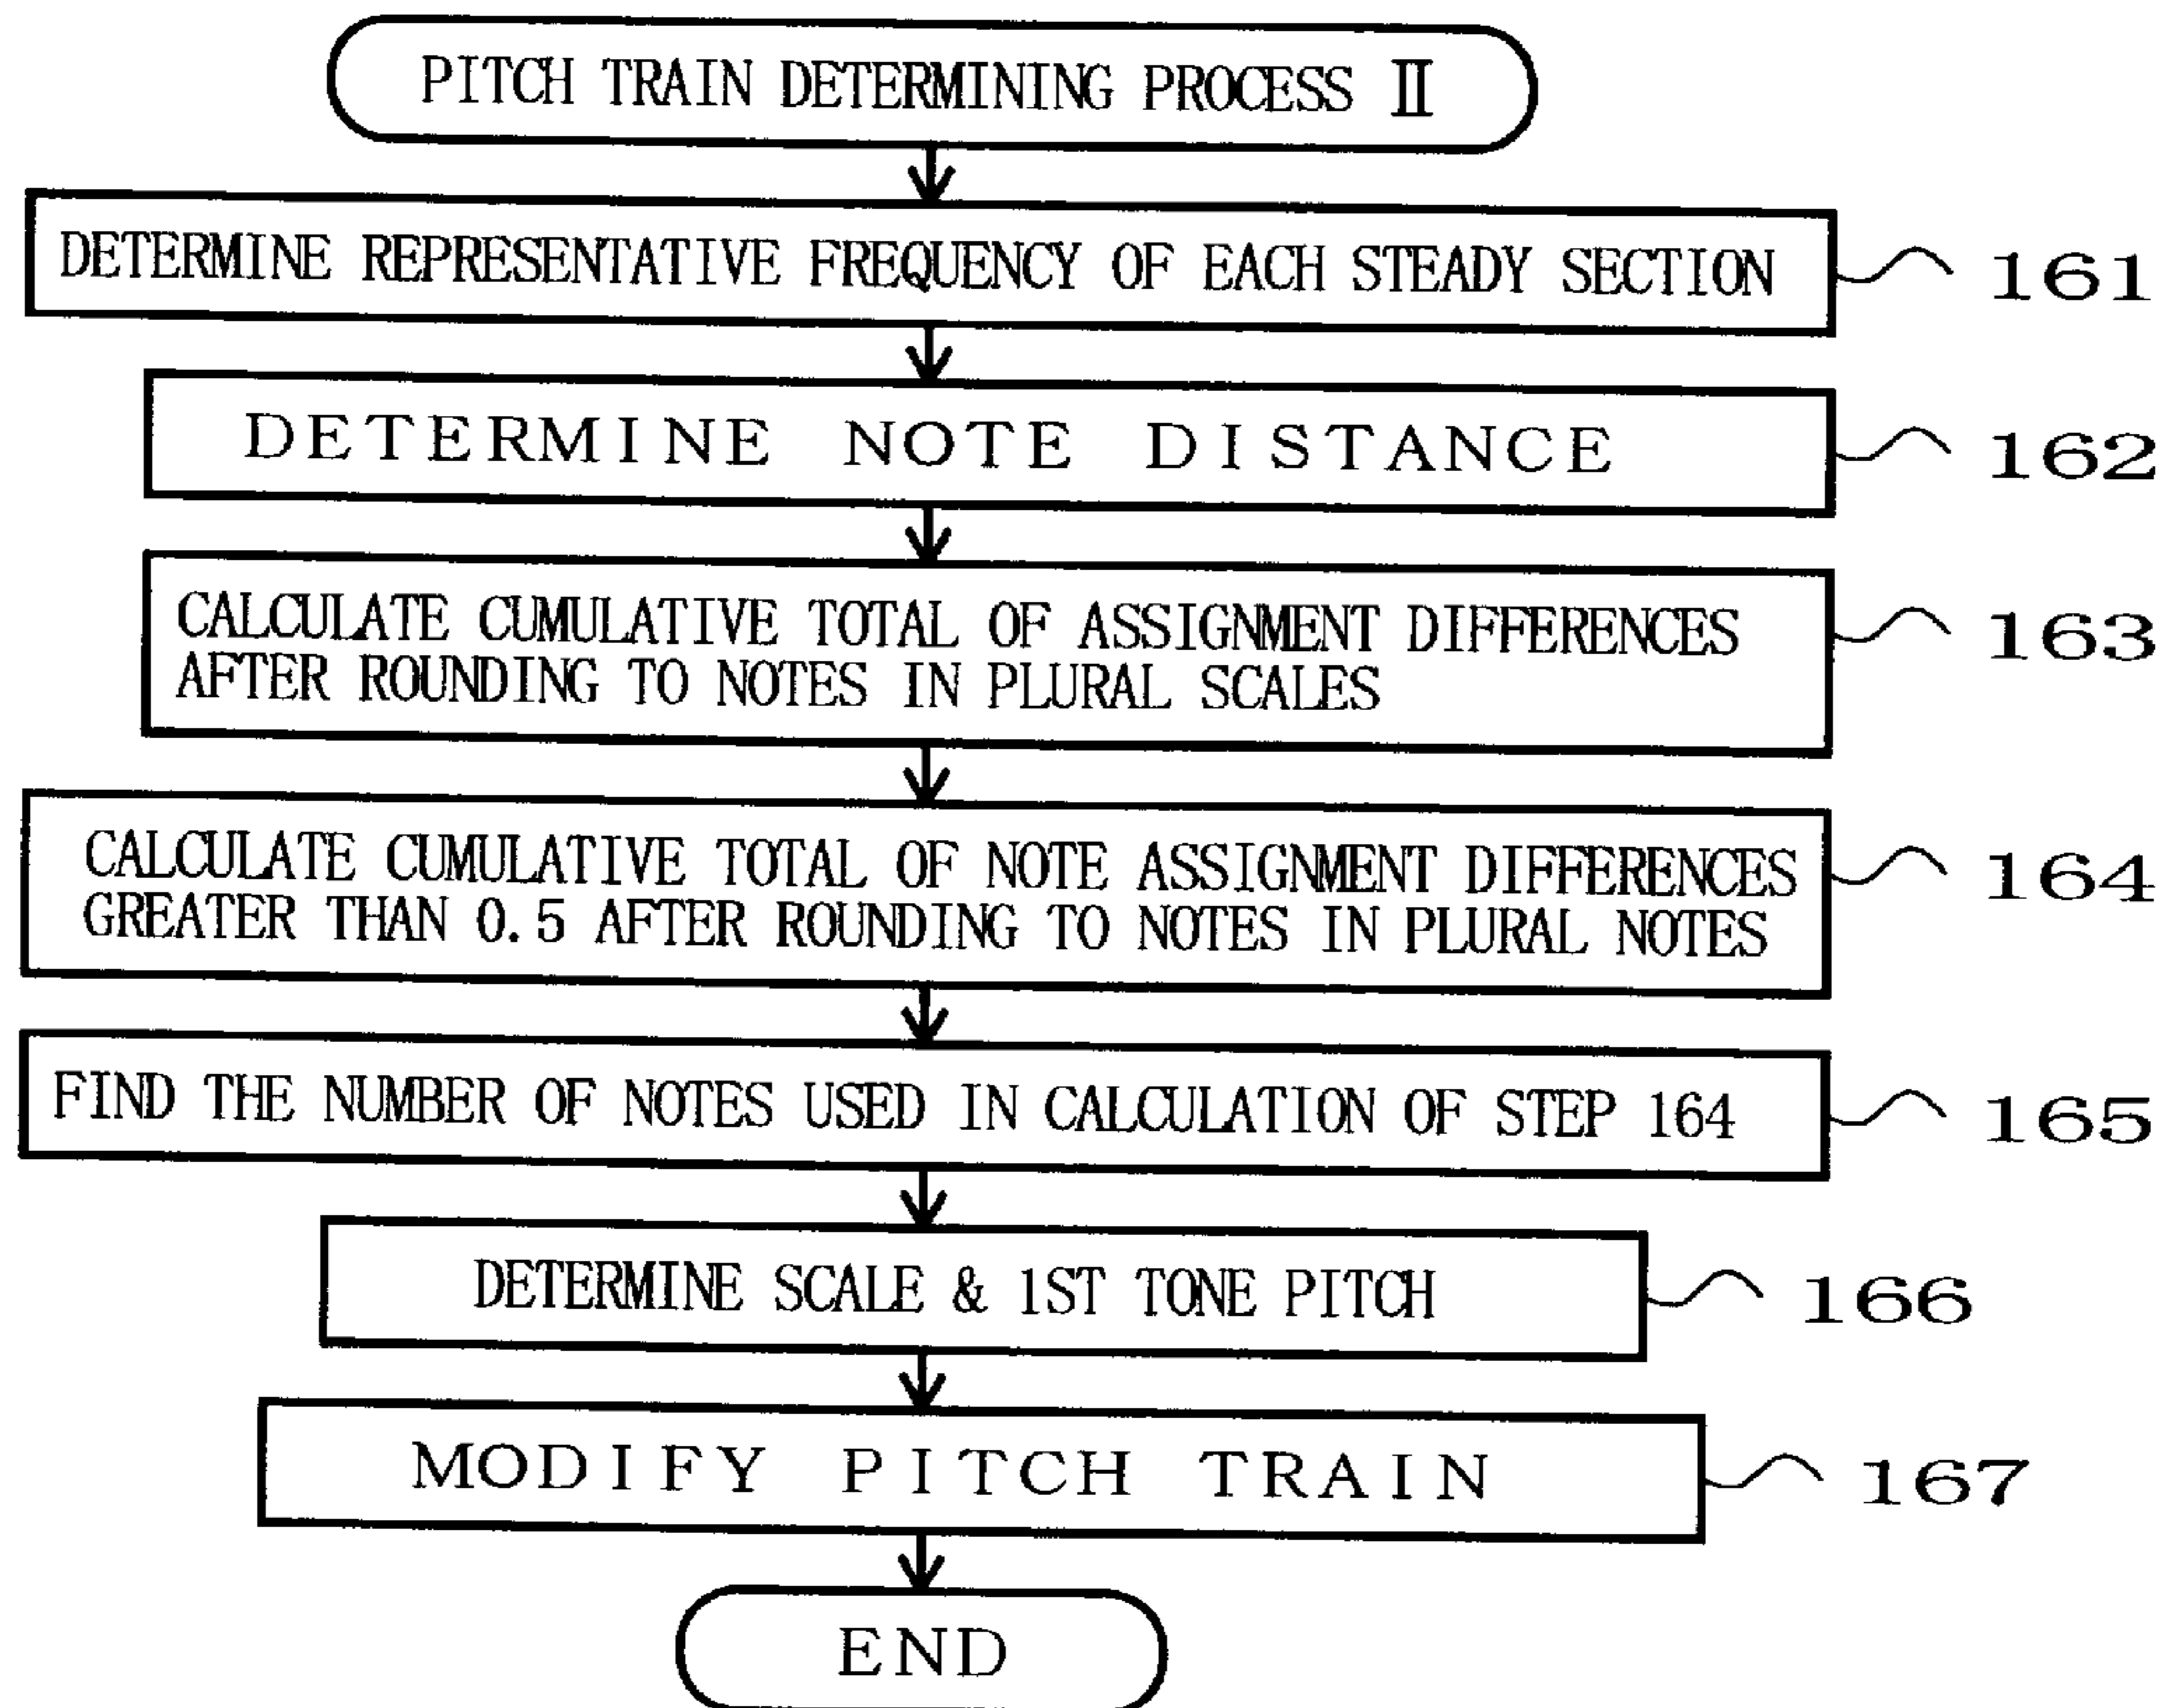 PITCH TRAIN DETERMINING PROCESS II
DETERMINE REPRESENTATIVE FREQUENCY OF EACH STEADY SECTION
161
DETERMINE NOTE DISTANCE
162
CALCULATE CUMULATIVE TOTAL OF ASSIGNMENT DIFFERENCES
AFTER ROUNDING TO NOTES IN PLURAL SCALES
163
CALCULATE CUMULATIVE TOTAL OF NOTE ASSIGNMENT DIFFERENCES
GREATER THAN 0.5 AFTER ROUNDING TO NOTES IN PLURAL NOTES
164
FIND THE NUMBER OF NOTES USED IN CALCULATION OF STEP 164
165
DETERMINE SCALE & 1ST TONE PITCH
166
MODIFY PITCH TRAIN
167
END